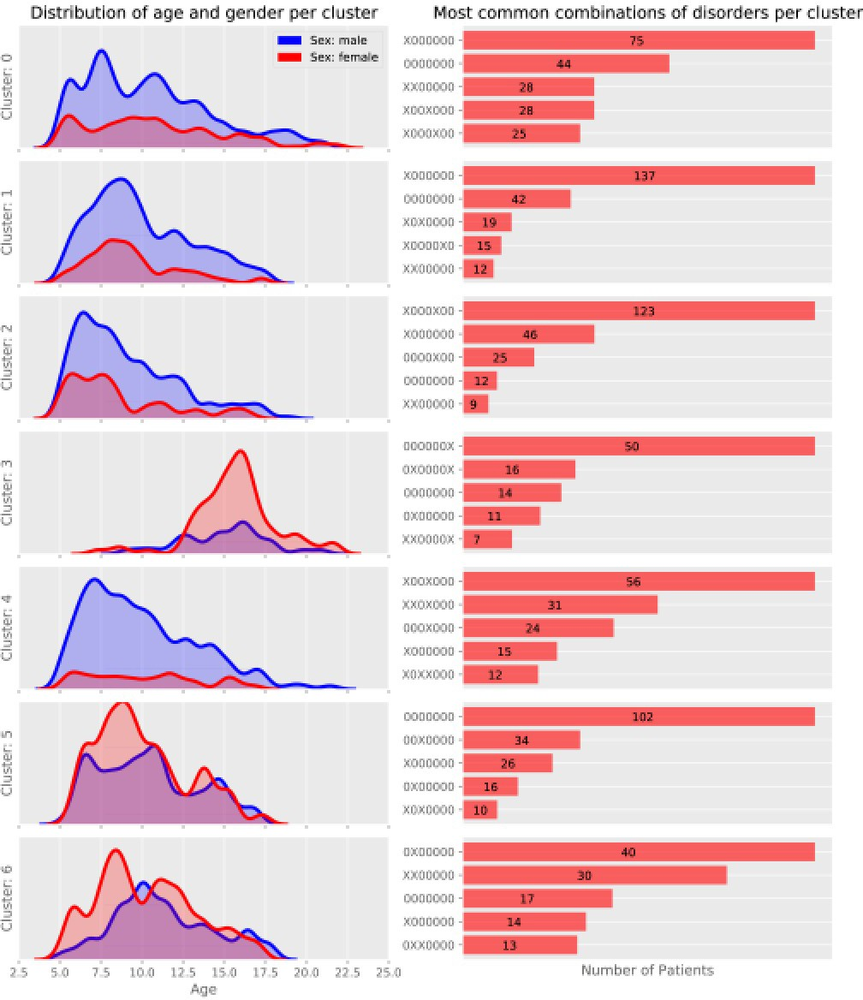 Distribution of age and gender per cluster
Most common combinations of disorders per cluster
Sex: male
Sex: female
Cluster: 0
X000000
75
0000000
44
XX00000
28
X00X000
28
X000X00
25
Cluster: 1
X000000
137
0000000
42
X0X0000
19
X0000X0
15
XX00000
12
Cluster: 2
X000X00
123
X000000
46
0000X00
25
0000000
12
XX00000
9
Cluster: 3
000000X
50
0X0000X
16
0000000
14
0X00000
11
XX0000X
7
Cluster: 4
X00X000
56
XX0X000
31
000X000
24
X000000
15
X0XX000
12
Cluster: 5
0000000
102
00X0000
34
X000000
26
0X00000
16
X0X0000
10
Cluster: 6
0X00000
40
XX00000
30
0000000
17
X000000
14
0XX0000
13
2.5 5.0 7.5 10.0 12.5 15.0 17.5 20.0 22.5 25.0
Age
Number of Patients